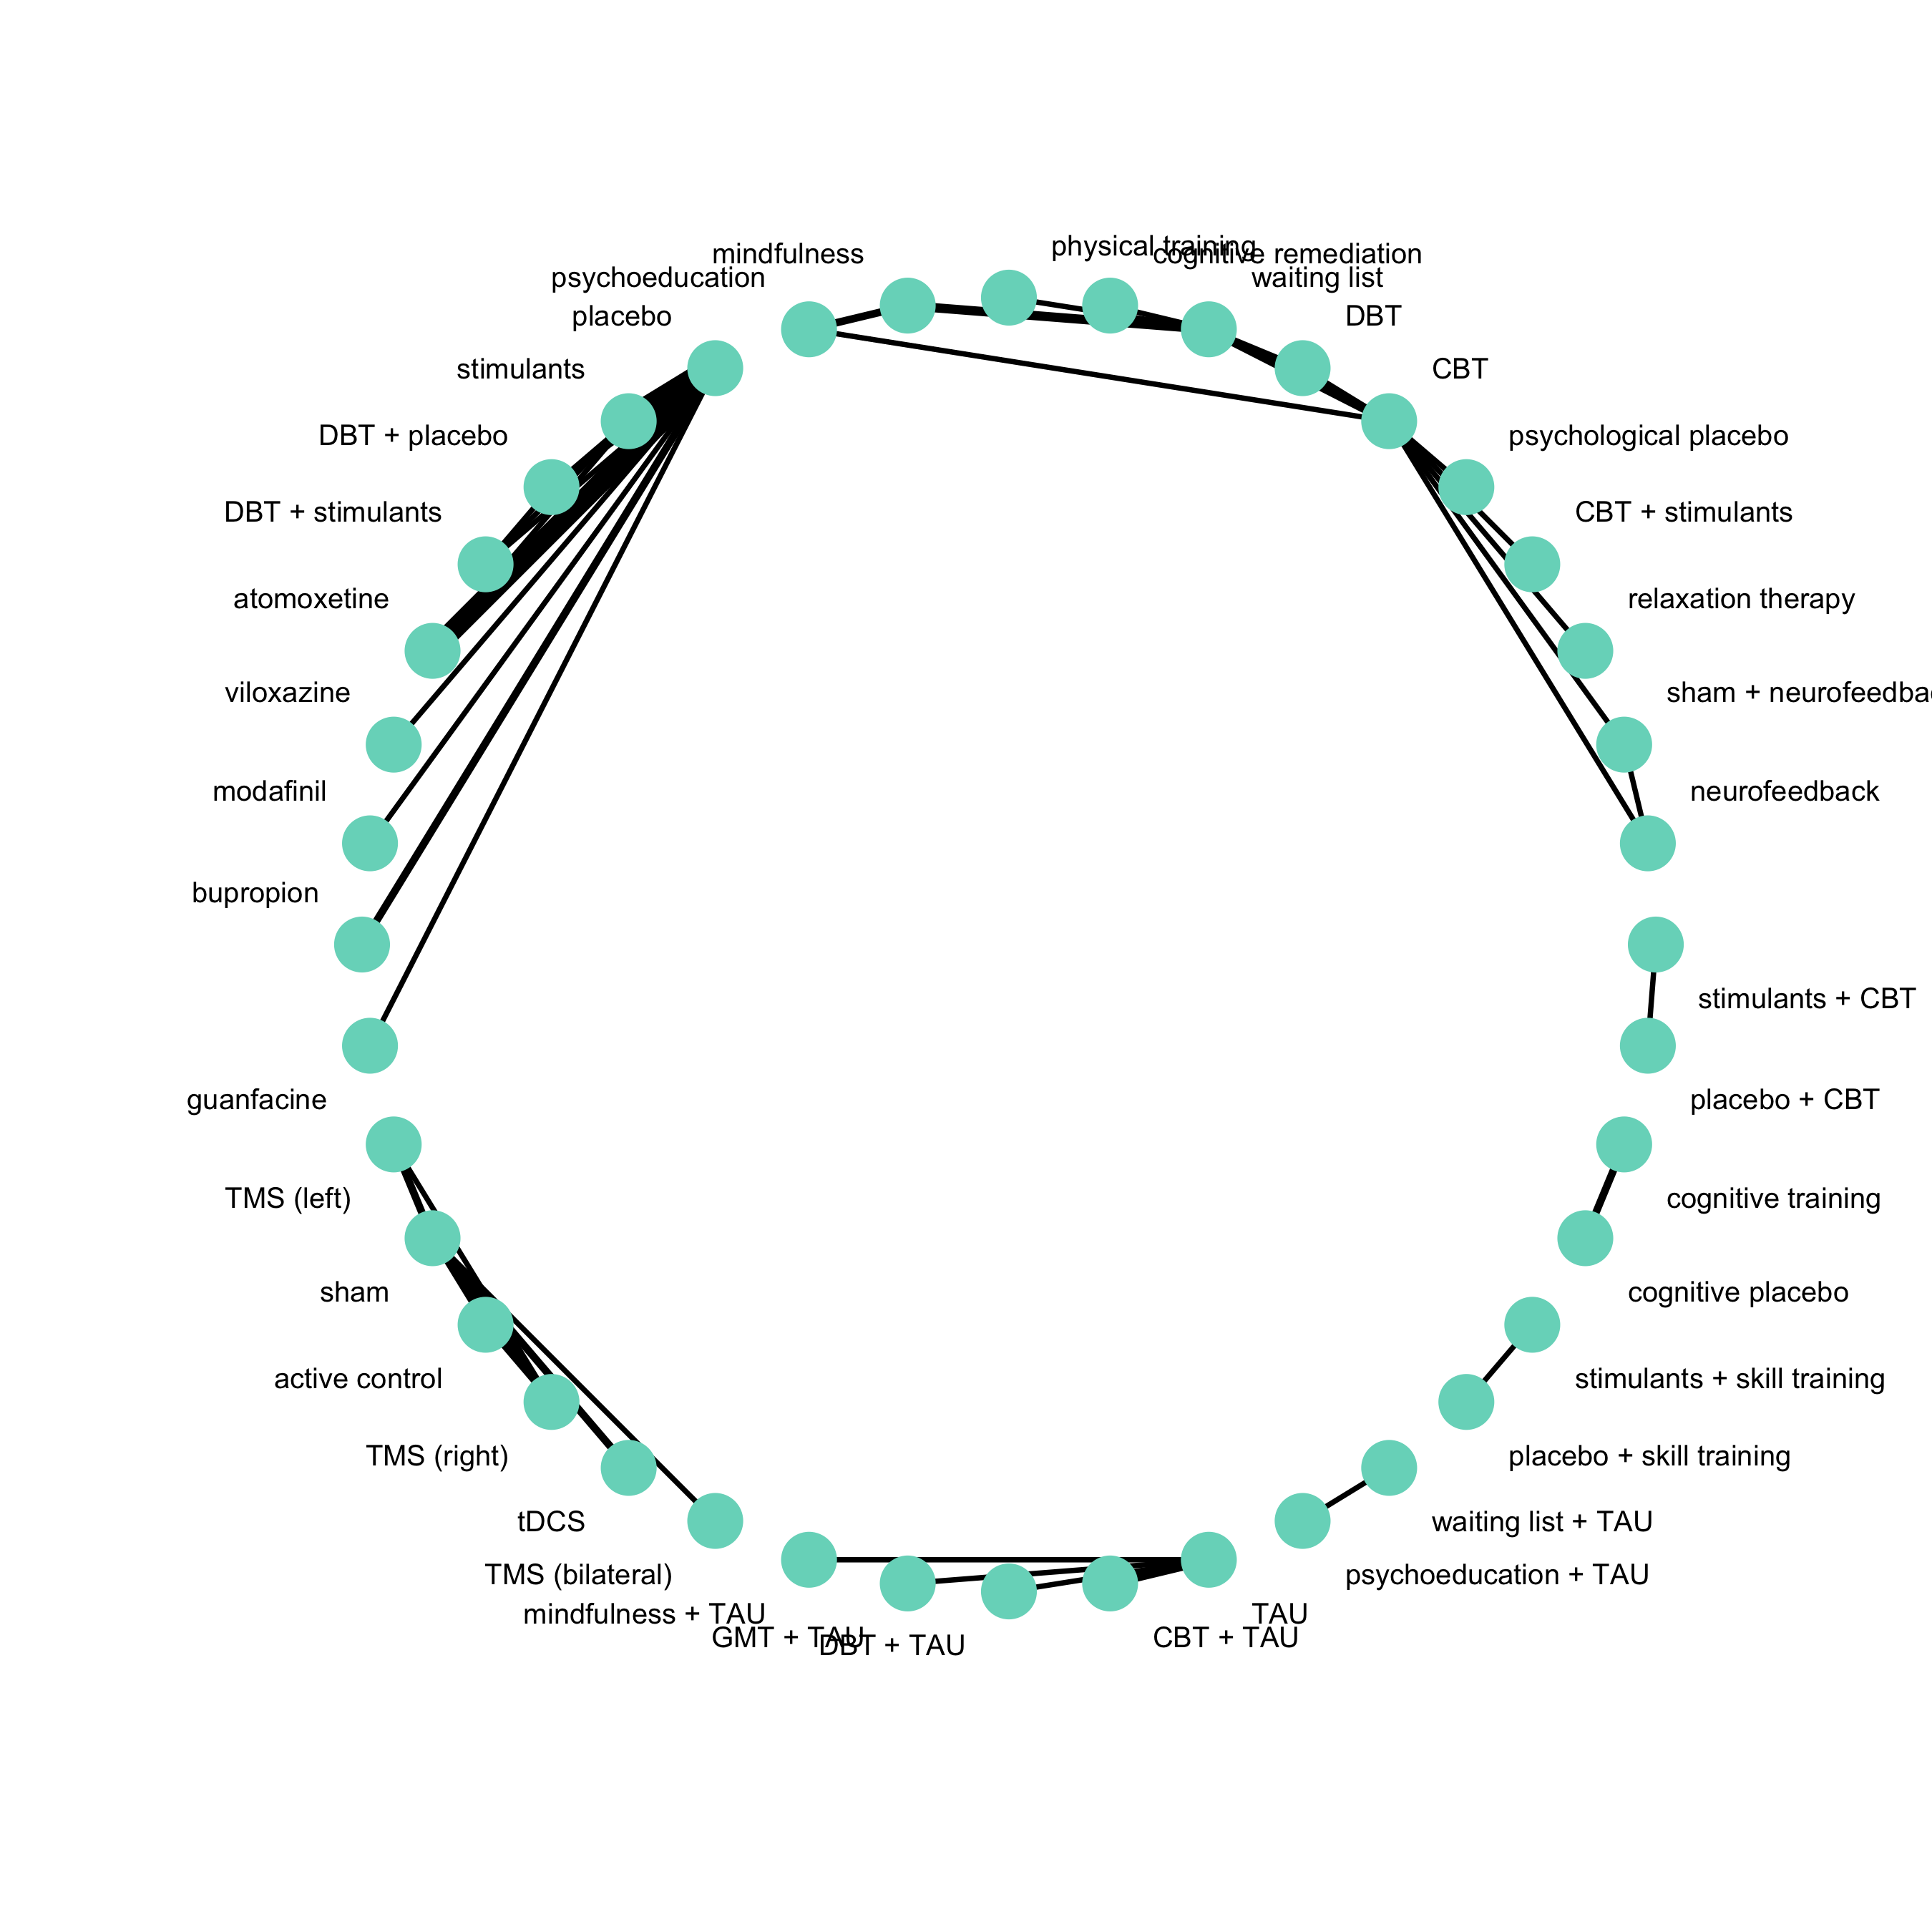 physical training
mindfulness
cognitive remediation
psychoeducation
waiting list
placebo
DBT
stimulants
CBT
DBT + placebo
psychological placebo
DBT + stimulants
CBT + stimulants
atomoxetine
relaxation therapy
viloxazine
sham + neurofeedba
modafinil
neurofeedback
bupropion
stimulants + CBT
guanfacine
placebo + CBT
TMS (left)
cognitive training
sham
cognitive placebo
active control
stimulants + skill training
TMS (right)
placebo + skill training
tDCS
waiting list + TAU
TMS (bilateral)
psychoeducation + TAU
mindfulness + TAU
TAU
GMT + TAU
CBT + TAU
DBT + TAU